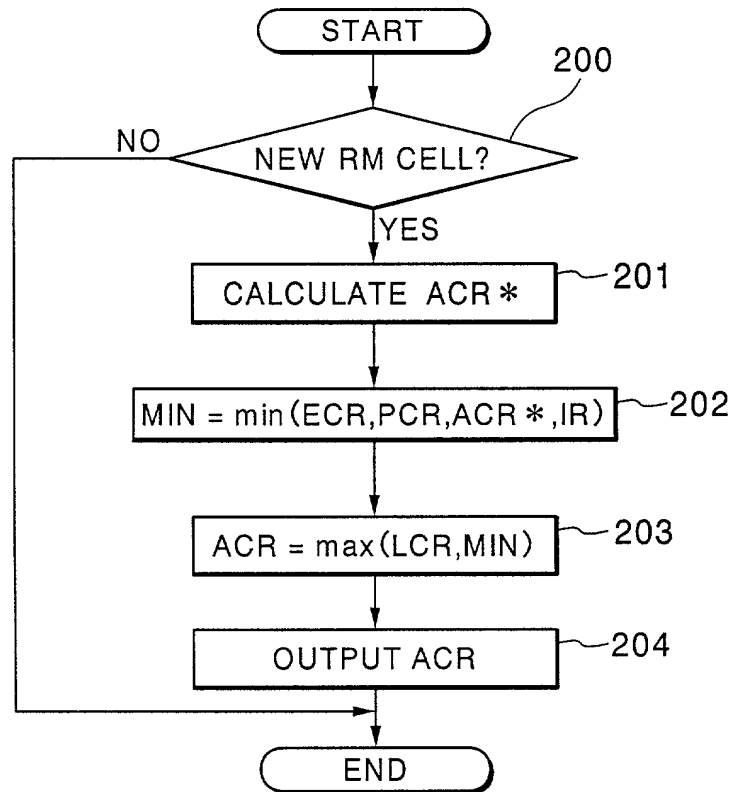 START
200
NO
NEW RM CELL?
YES
CALCULATE ACR*
201
MIN = min(ECR,PCR,ACR*,IR)
202
ACR = max(LCR,MIN)
203
OUTPUT ACR
204
END